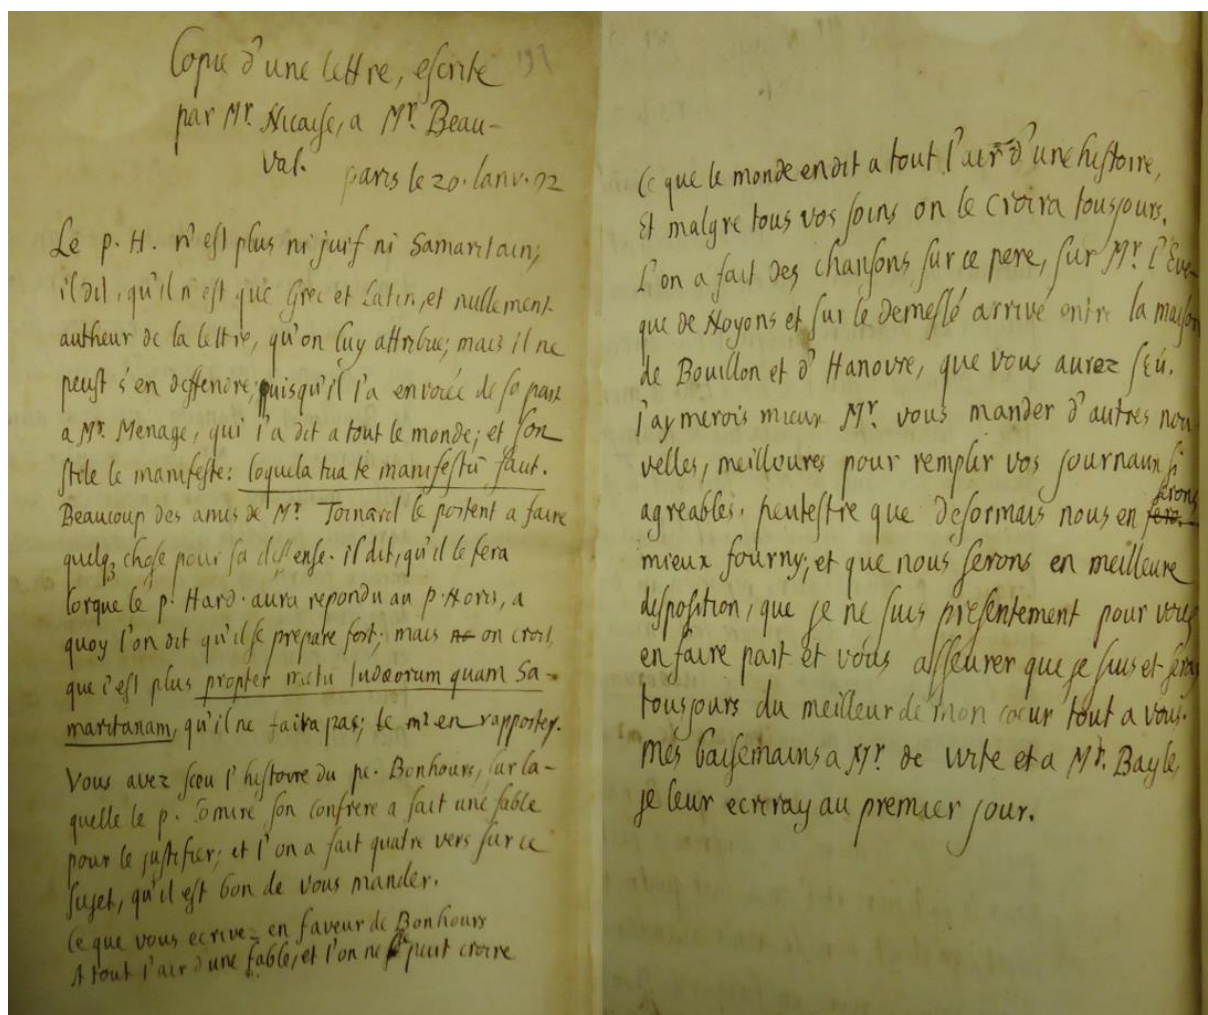 Copie d'une lettre, escrite
par Mr. Nicaise, a Mr. Beau-
val.
paris le 20. Ianv. 92
Le p. H. n'est plus ni juif ni Samaritain;
il dit, qu'il n'est que Grec et Latin, et nullement
autheur de la lettre, qu'on luy attribue; mais il ne
peust s'en deffendre, puisqu'il l'a envoiée de sa part
a Mr. Menage, qui l'a dit a tout le monde; et son
stile le manifeste: loquela tua te manifestū faut.
Beaucoup des amis de Mr. Toinard le portent a faire
quelq3 chose pour sa deffense. il dit, qu'il le fera
lorque le p. Hard. aura repondu au p. Noris, a
quoy l'on dit qu'il se prepare fort; mais ne on croit,
que c'est plus propter metū Iudæorum quam Sa-
maritanam, qu'il ne faira pas; Ie m'en rapporte.
Vous avez sceu l'histoire du pe. Bonhours, sur la-
quelle le p. Comire son confrere a fait une fable
pour le justifier; et l'on a fait quatre vers sur ce
sujet, qu'il est bon de vous mander.
Ce que vous ecrivez en faveur de Bonhours
A tout l'air d'une fable, et l'on ne le peut croire
Ce que le monde en dit a tout l'air d'une histoire,
Et malgre tous vos soins on le croira tousjours.
L'on a fait des chansons sur ce pere, sur Mr. l'Eve-
que de Noyons et sur le demeslé arrivé entre la maison
de Bouillon et d'Hanovre, que vous aurez sçú.
j'aymerois mieux Mr. vous mander d'autres nou
velles, meilleures pour remplir vos journaux si
agreables. peutestre que desormais nous en serons
mieux fourny; et que nous serons en meilleure
disposition, que je ne suis presentement pour vous
en faire part et vous asseurer que je suis et seray
tousjours du meilleur de mon coeur tout a vous.
mes baisemains a Mr. de Wite et a Mr. Bayle,
je leur ecriray au premier jour.